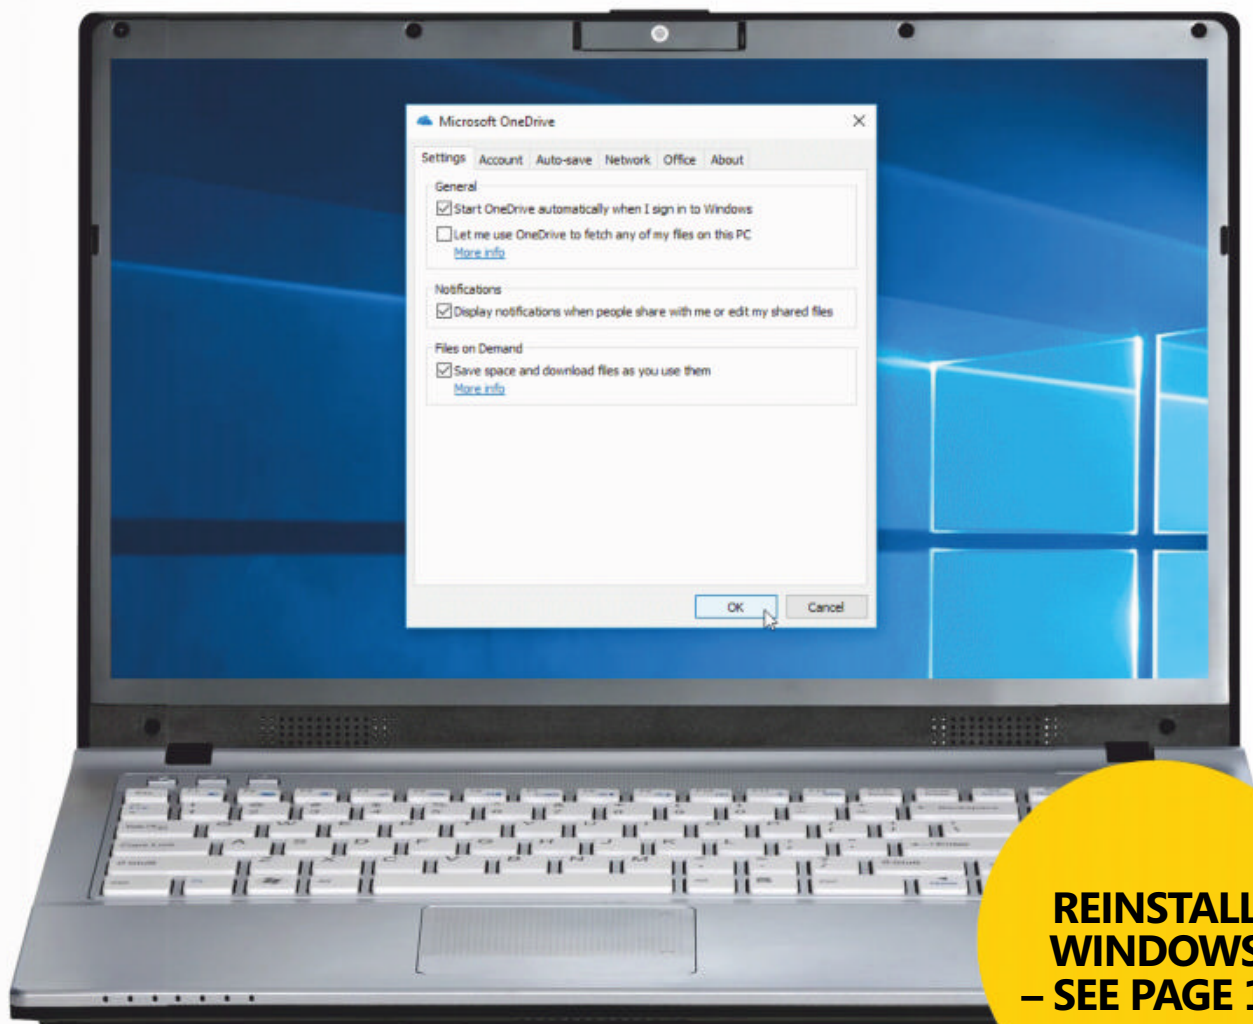 Microsoft OneDrive
Settings Account Auto-save Network Office About
General
Start OneDrive automatically when I sign in to Windows
Let me use OneDrive to fetch any of my files on this PC
More info
Notifications
Display notifications when people share with me or edit my shared files
Files on Demand
Save space and download files as you use them
More info
OK Cancel
REINSTALL
WINDOWS
– SEE PAGE